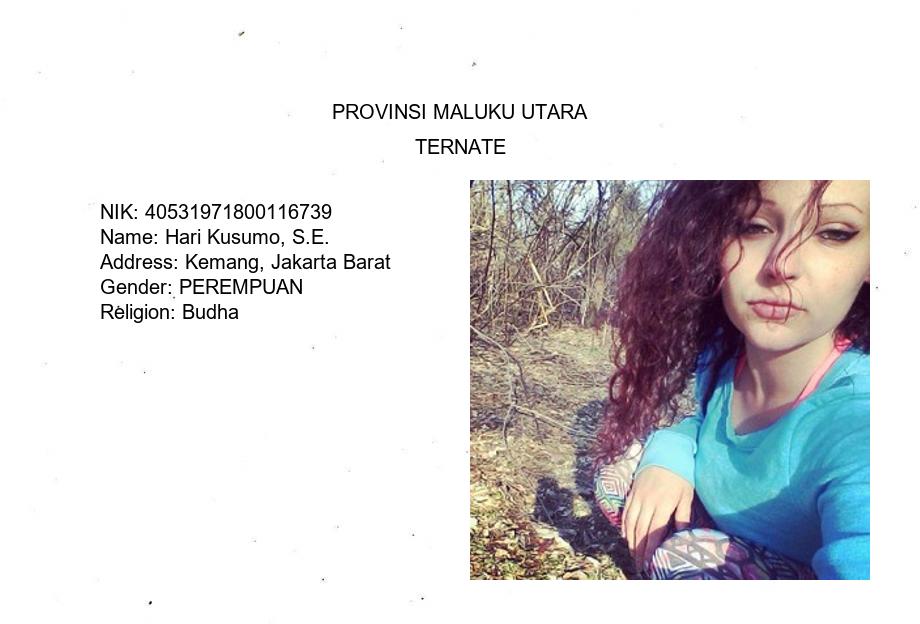 PROVINSI MALUKU UTARA
TERNATE
NIK: 40531971800116739
Name: Hari Kusumo, S.E.
Address: Kemang, Jakarta Barat
Gender: PEREMPUAN
Religion: Budha